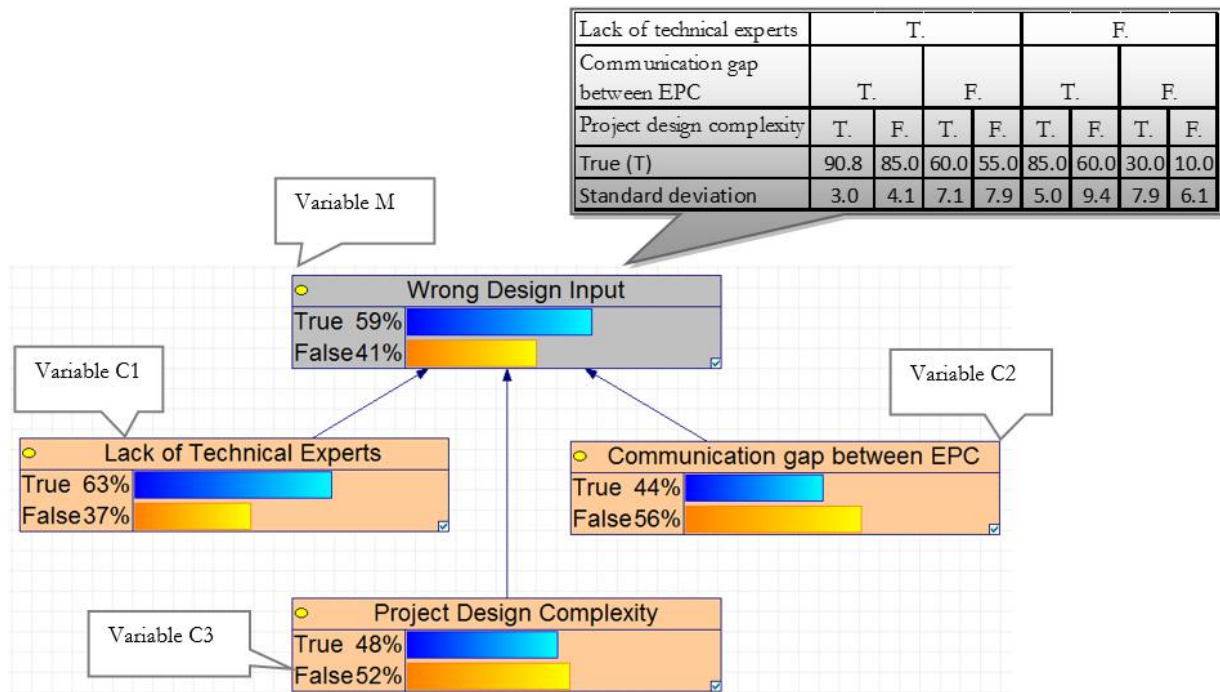 Lack of technical experts T. F.
Communication gap
between EPC T. F. T. F.
Project design complexity T. F. T. F. T. F. T. F.
True (T) 90.8 85.0 60.0 55.0 85.0 60.0 30.0 10.0
Standard deviation 3.0 4.1 7.1 7.9 5.0 9.4 7.9 6.1
Variable M
Wrong Design Input
True 59%
False 41%
Variable C1
Variable C2
Lack of Technical Experts
True 63%
False 37%
Communication gap between EPC
True 44%
False 56%
Variable C3
Project Design Complexity
True 48%
False 52%